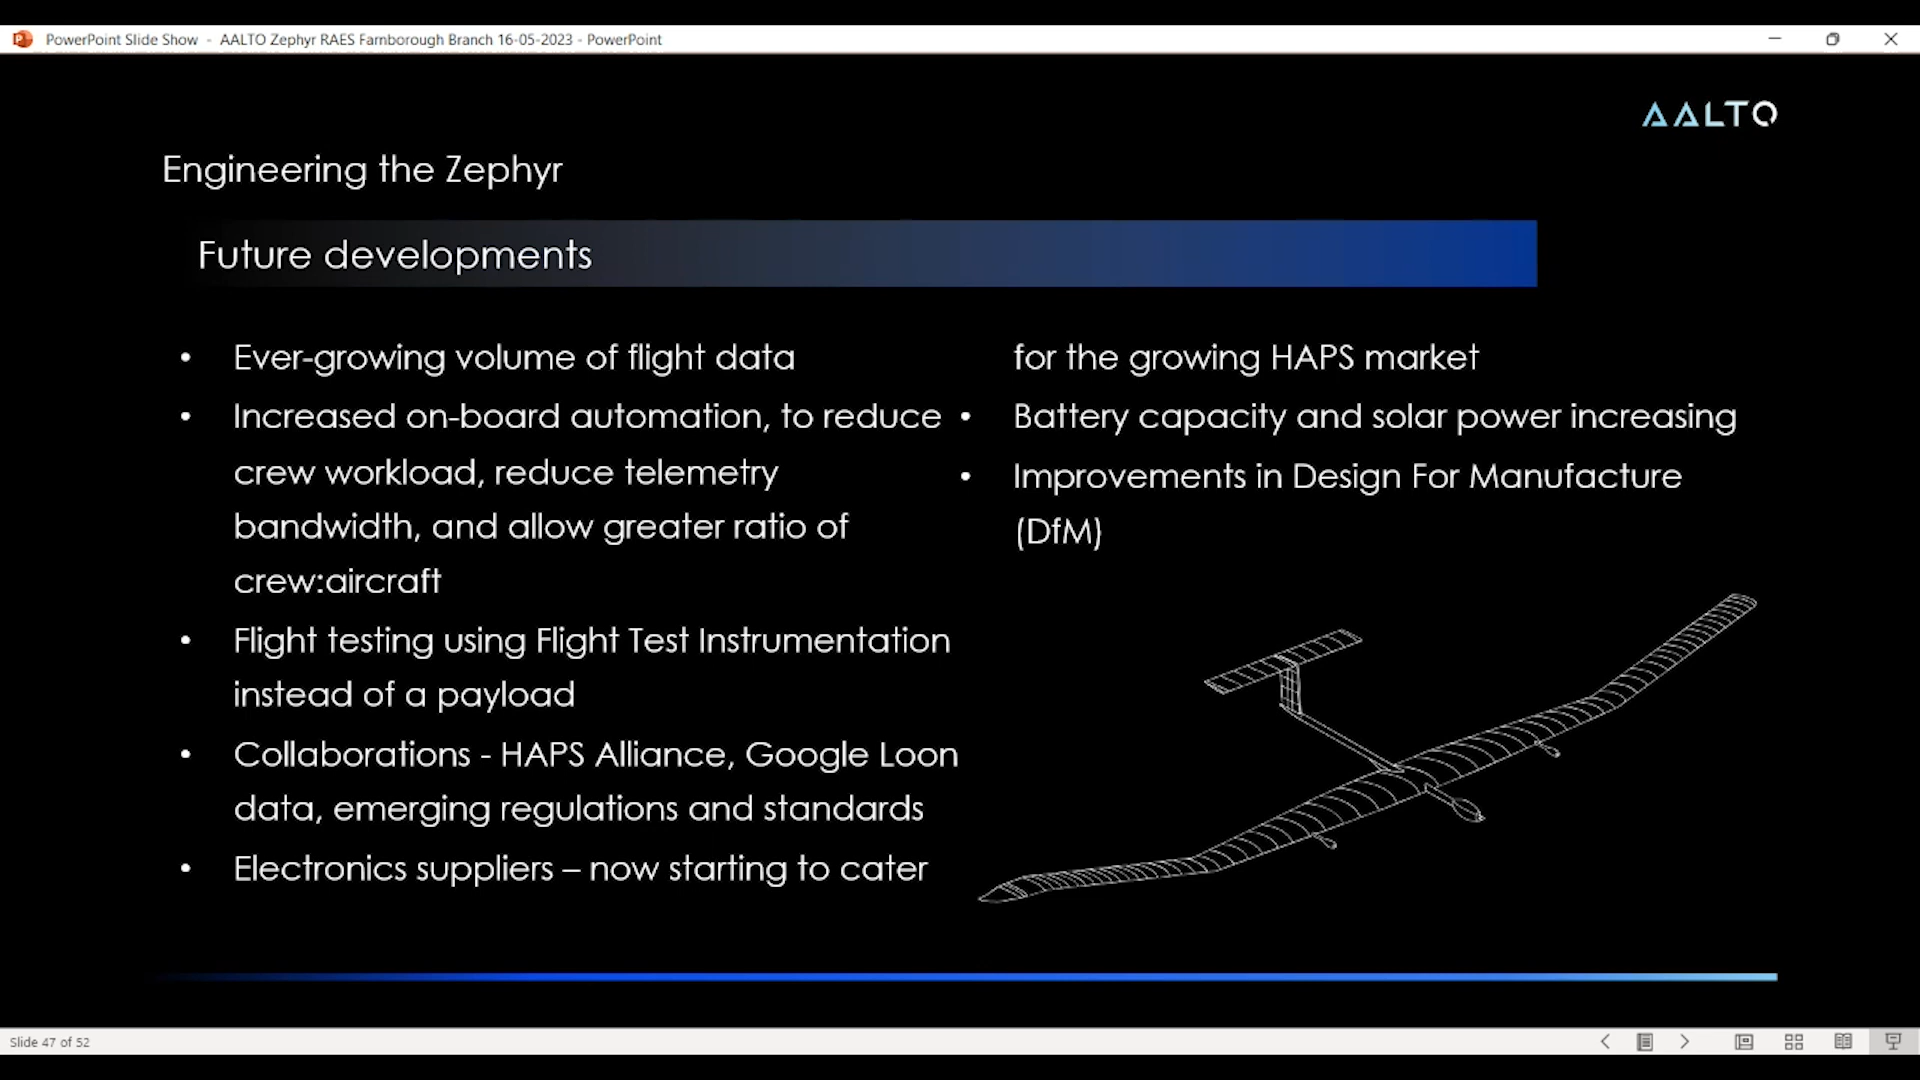 PowerPoint Slide Show - AALTO Zephyr RAES Farnborough Branch 16-05-2023 - PowerPoint
AALTO
Engineering the Zephyr
Future developments
• Ever-growing volume of flight data
• Increased on-board automation, to reduce
crew workload, reduce telemetry
bandwidth, and allow greater ratio of
crew:aircraft
• Flight testing using Flight Test Instrumentation
instead of a payload
• Collaborations - HAPS Alliance, Google Loon
data, emerging regulations and standards
• Electronics suppliers – now starting to cater
for the growing HAPS market
• Battery capacity and solar power increasing
• Improvements in Design For Manufacture
(DfM)
Slide 47 of 52